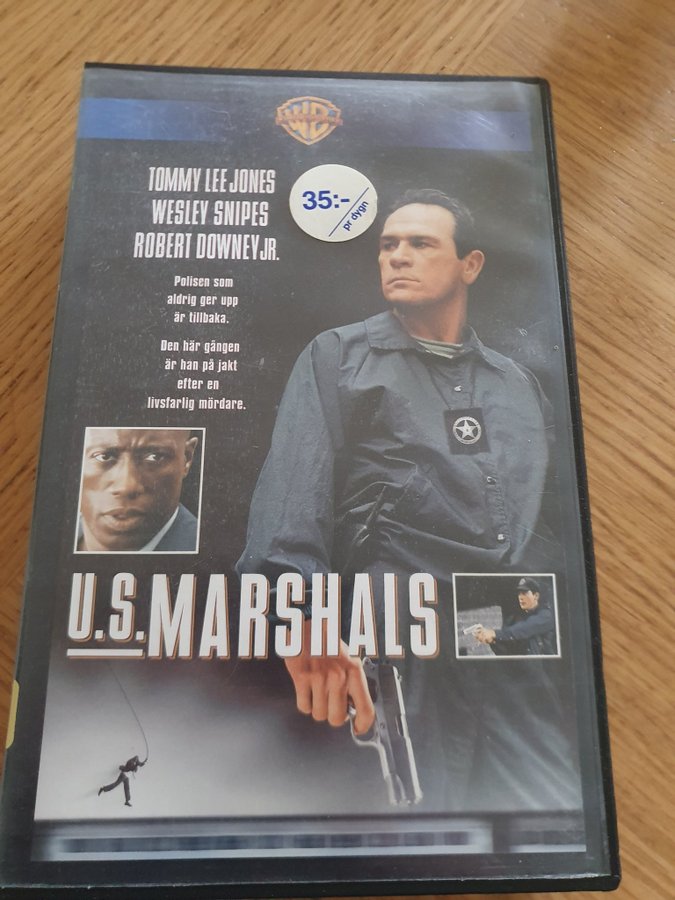 WB
TOMMY LEE JONES
WESLEY SNIPES
ROBERT DOWNEY JR.
35:-
pr dygn
Polisen som
aldrig ger upp
är tillbaka.
Den här gången
är han på jakt
efter en
livsfarlig mördare.
U.S. MARSHALS